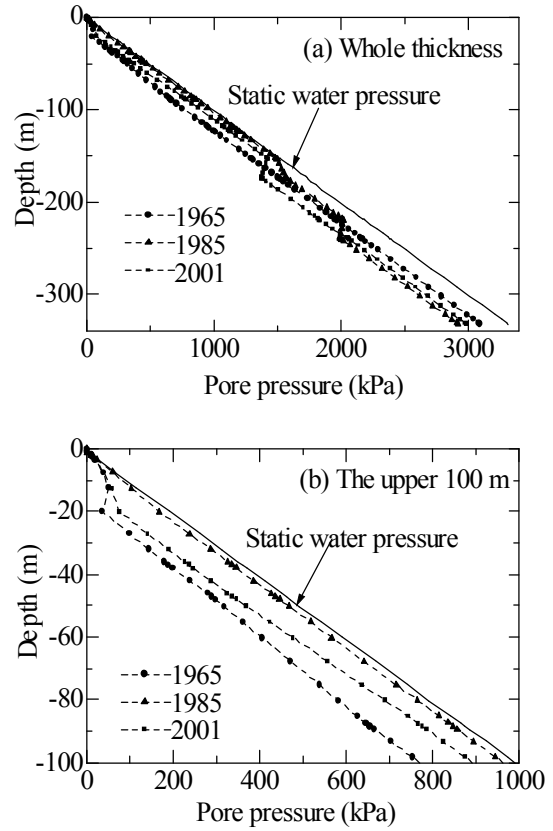 0
(a) Whole thickness
Static water pressure
-100
Depth (m)
-200
1965
1985
2001
-300
0 1000 2000 3000
Pore pressure (kPa)
0
(b) The upper 100 m
-20
Static water pressure
-40
Depth (m)
-60
1965
1985
-80
2001
-100
0 200 400 600 800 1000
Pore pressure (kPa)